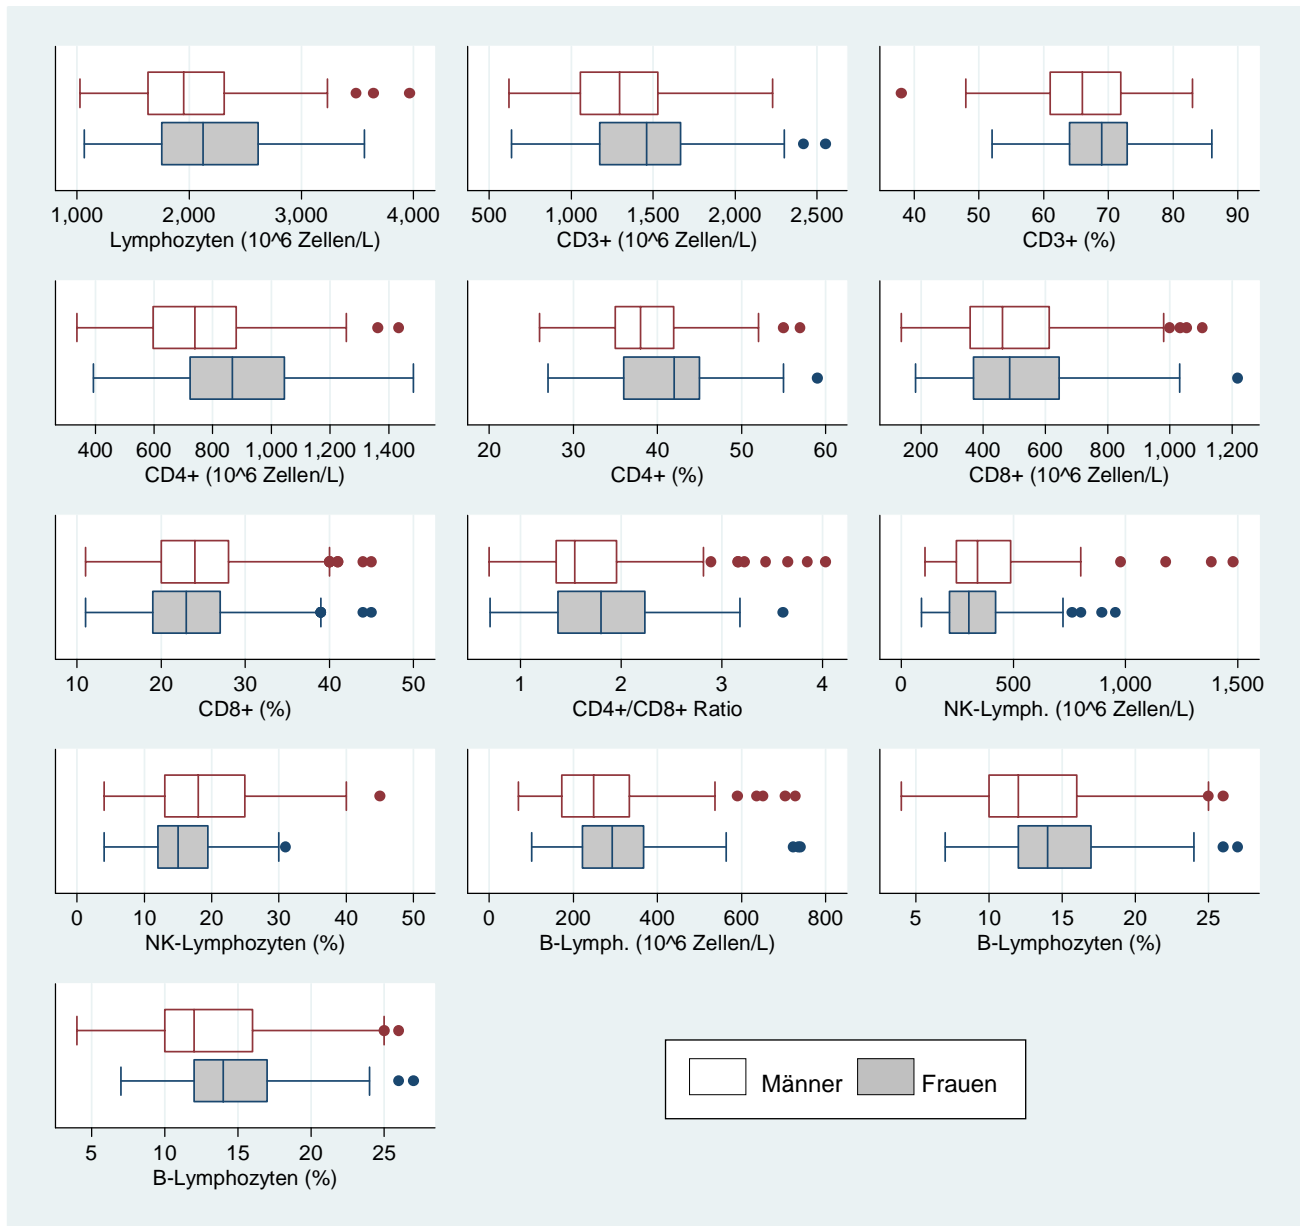 1,000 2,000 3,000 4,000
Lymphozyten (10^6 Zellen/L)
500 1,000 1,500 2,000 2,500
CD3+ (10^6 Zellen/L)
40 50 60 70 80 90
CD3+ (%)
400 600 800 1,000 1,200 1,400
CD4+ (10^6 Zellen/L)
20 30 40 50 60
CD4+ (%)
200 400 600 800 1,000 1,200
CD8+ (10^6 Zellen/L)
10 20 30 40 50
CD8+ (%)
1 2 3 4
CD4+/CD8+ Ratio
0 500 1,000 1,500
NK-Lymph. (10^6 Zellen/L)
0 10 20 30 40 50
NK-Lymphozyten (%)
0 200 400 600 800
B-Lymph. (10^6 Zellen/L)
5 10 15 20 25
B-Lymphozyten (%)
5 10 15 20 25
B-Lymphozyten (%)
Männer Frauen